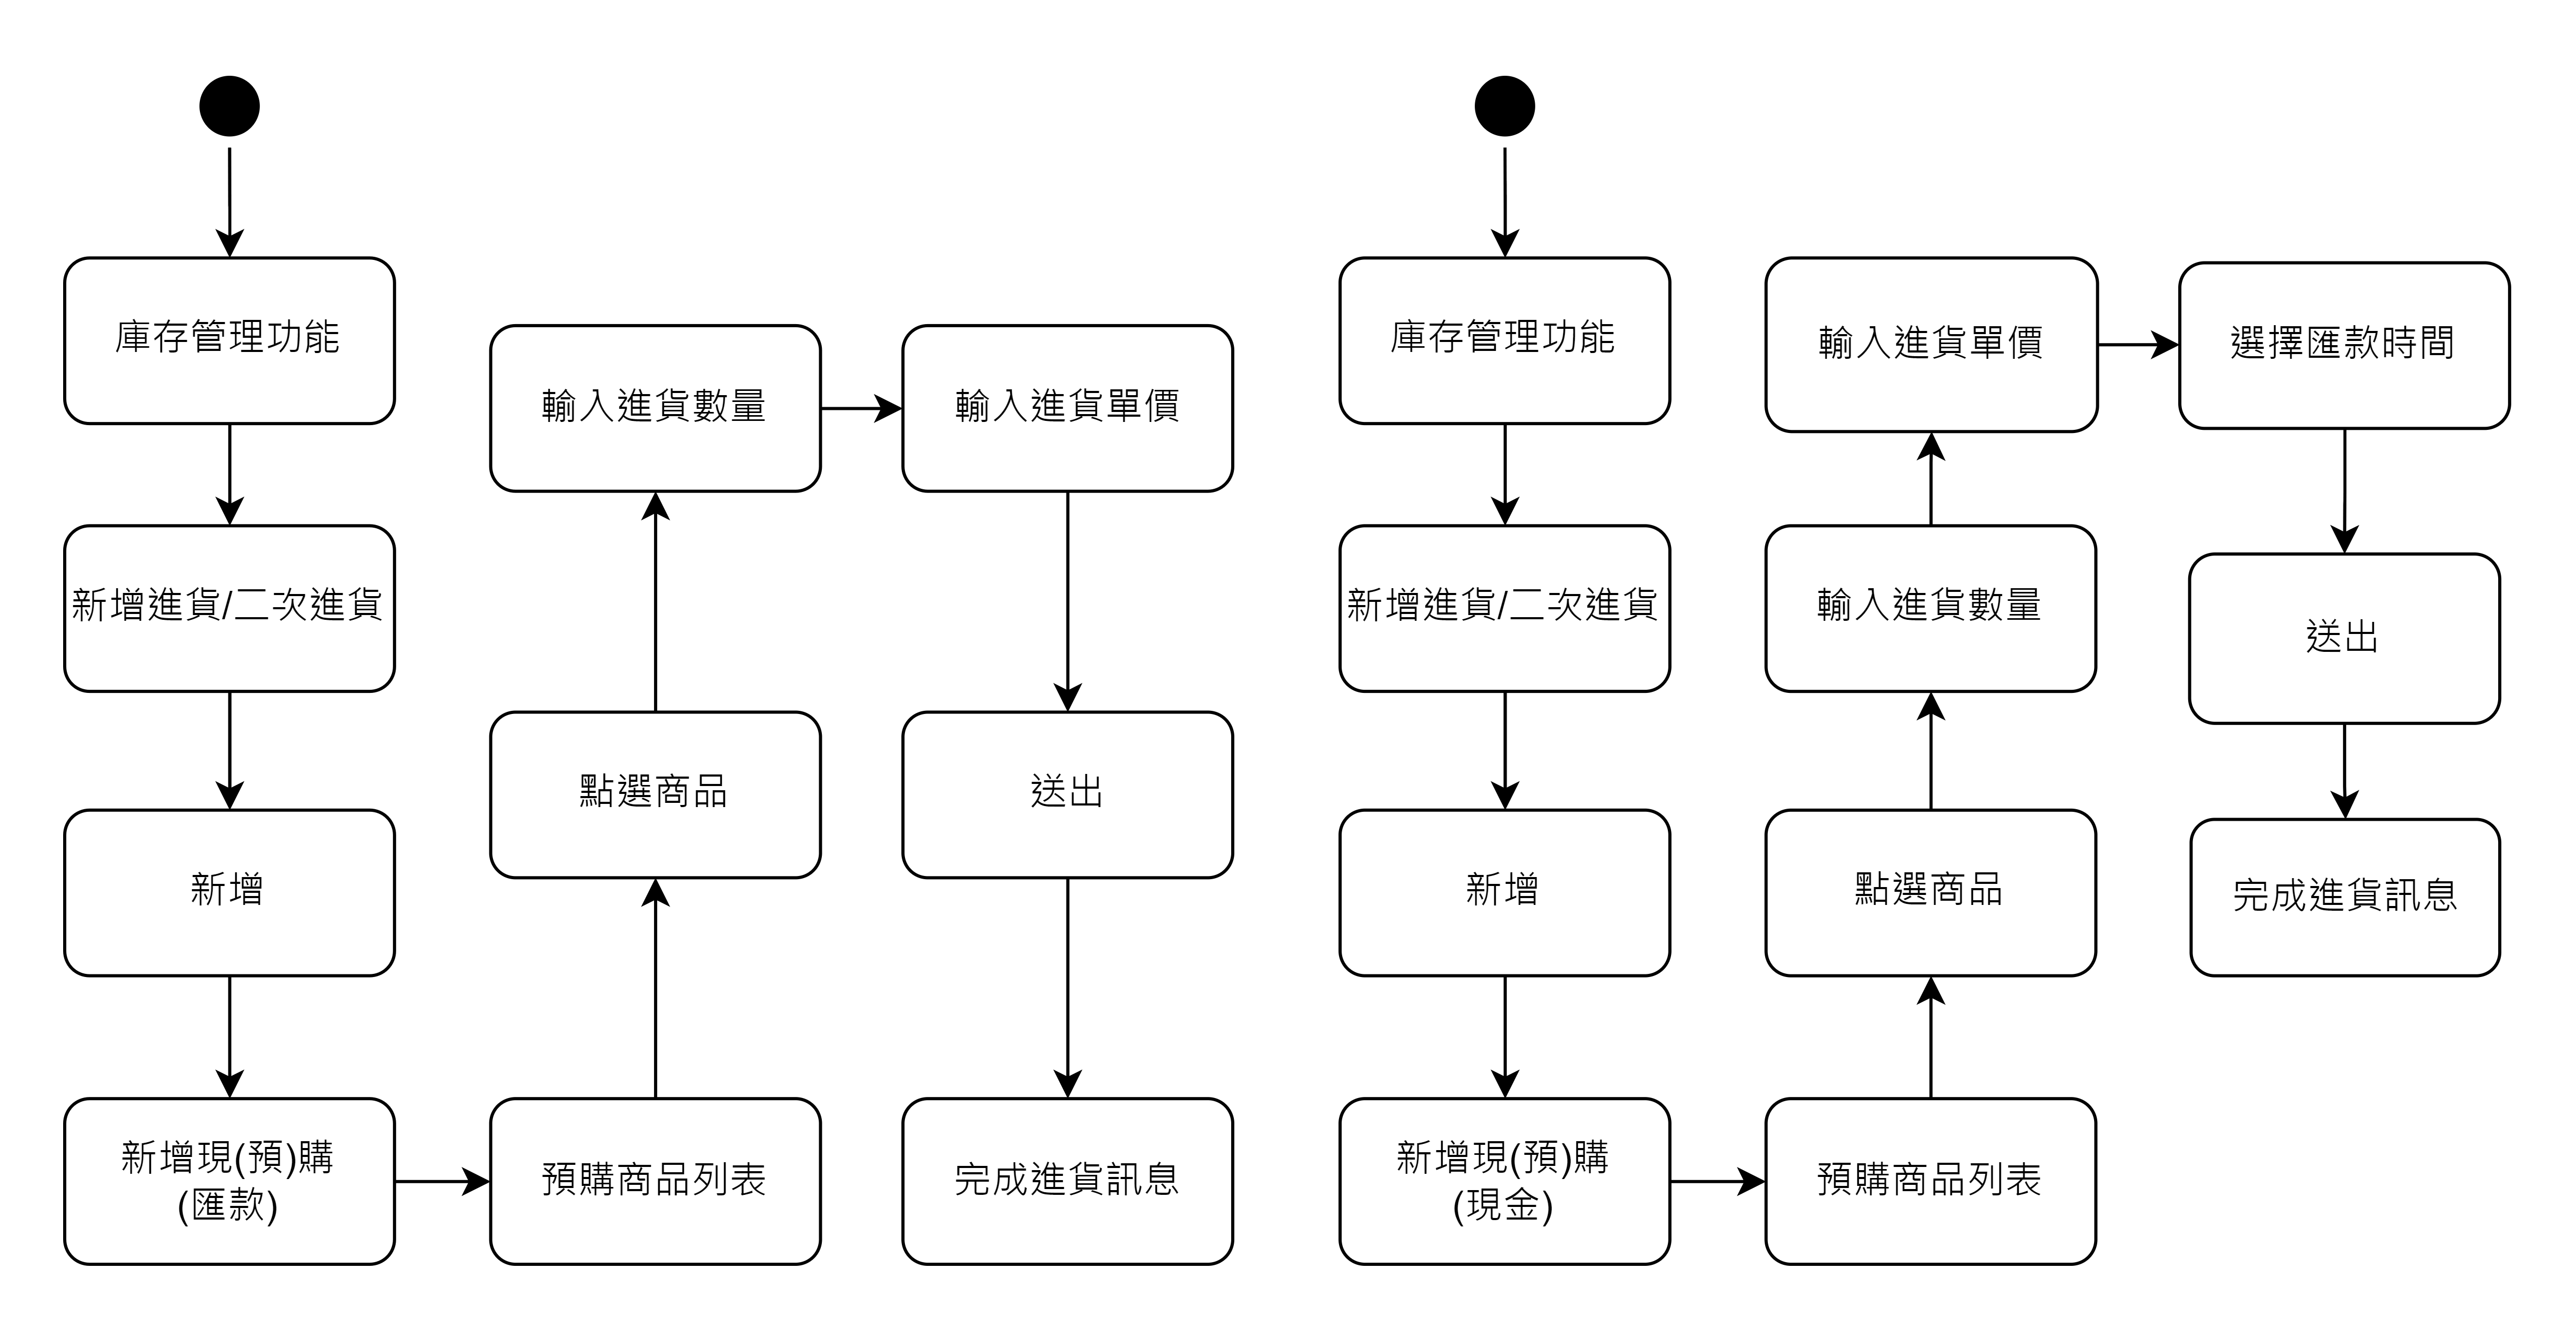 庫存管理功能
新增進貨/二次進貨
新增
新增現(預)購
(匯款)
預購商品列表
點選商品
輸入進貨數量
輸入進貨單價
送出
完成進貨訊息
庫存管理功能
新增進貨/二次進貨
新增
新增現(預)購
(現金)
預購商品列表
點選商品
輸入進貨數量
輸入進貨單價
選擇匯款時間
送出
完成進貨訊息